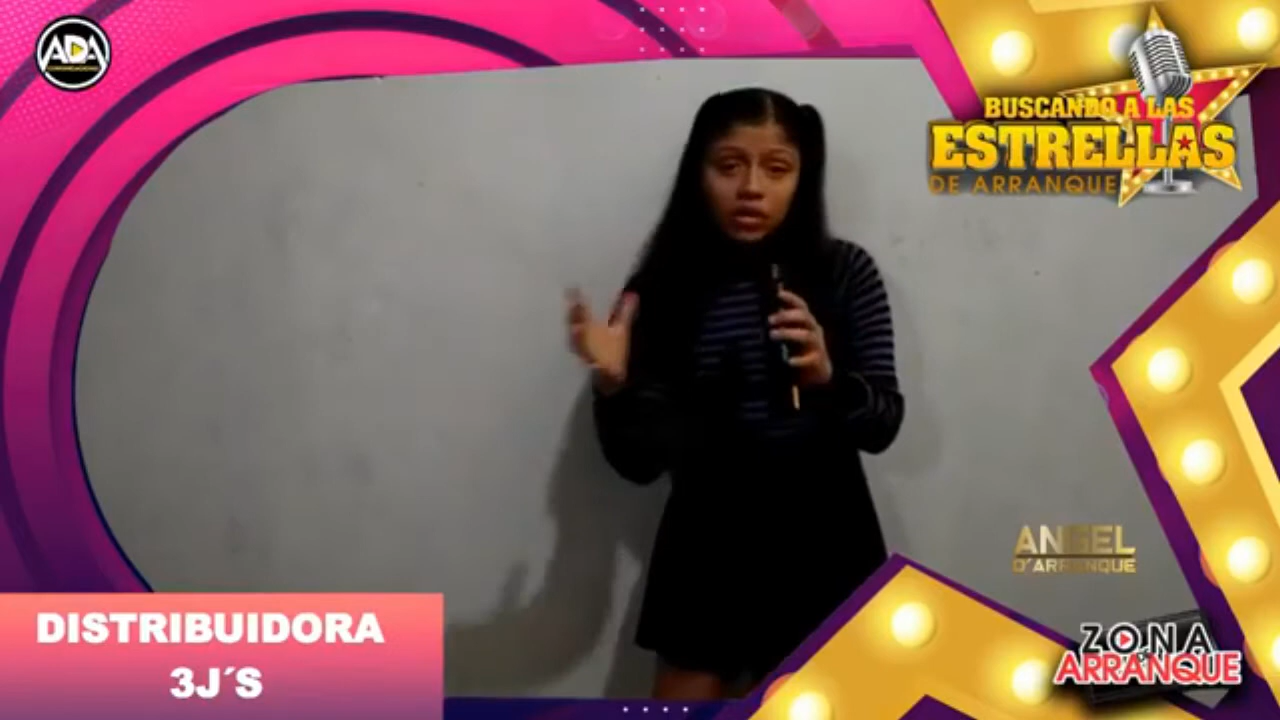 ADA
BUSCANDO A LAS
ESTRELLAS
DE ARRANQUE
ANGEL
D´ARRANQUE
ZONA
ARRANQUE
DISTRIBUIDORA
3J´S